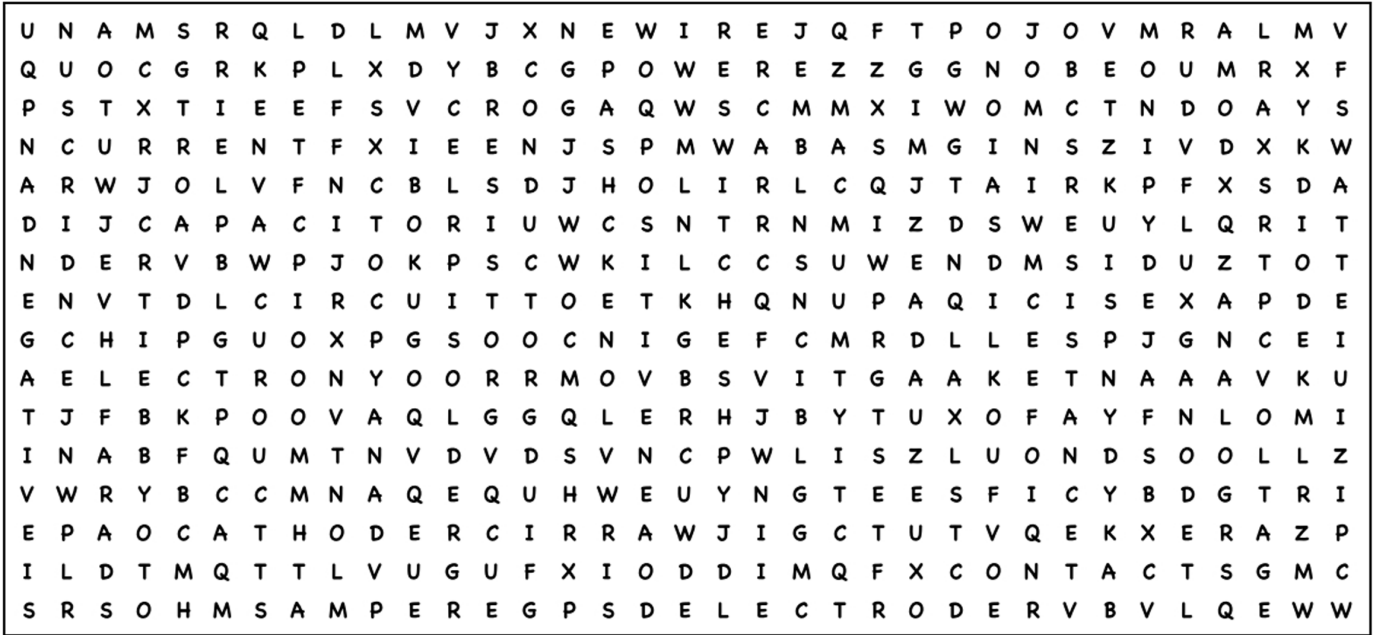 U N A M S R Q L D L M V J X N E W I R E J Q F T P O J O V M R A L M V
Q U O C G R K P L X D Y B C G P O W E R E Z Z G G N O B E O U M R X F
P S T X T I E E F S V C R O G A Q W S C M M X I W O M C T N D O A Y S
N C U R R E N T F X I E E N J S P M W A B A S M G I N S Z I V D X K W
A R W J O L V F N C B L S D J H O L I R L C Q J T A I R K P F X S D A
D I J C A P A C I T O R I U W C S N T R N M I Z D S W E U Y L Q R I T
N D E R V B W P J O K P S C W K I L C C S U W E N D M S I D U Z T O T
E N V T D L C I R C U I T T O E T K H Q N U P A Q I C I S E X A P D E
G C H I P G U O X P G S O O C N I G E F C M R D L L E S P J G N C E I
A E L E C T R O N Y O O R R M O V B S V I T G A A K E T N A A A V K U
T J F B K P O O V A Q L G G Q L E R H J B Y T U X O F A Y F N L O M I
I N A B F Q U M T N V D V D S V N C P W L I S Z L U O N D S O O L L Z
V W R Y B C C M N A Q E Q U H W E U Y N G T E E S F I C Y B D G T R I
E P A O C A T H O D E R C I R R A W J I G C T U T V Q E K X E R A Z P
I L D T M Q T T L V U G U F X I O D D I M Q F X C O N T A C T S G M C
S R S O H M S A M P E R E G P S D E L E C T R O D E R V B V L Q E W W